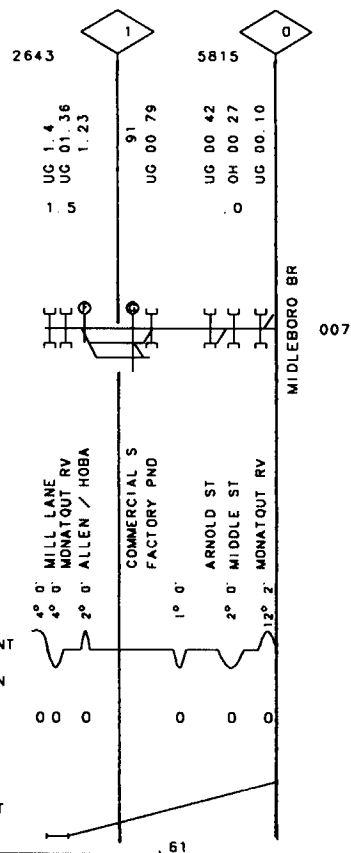 1
0
2643
5815
UG 1.4
UG 01.36
1.23
91
UG 00 79
UG 00 42
OH 00 27
UG 00.10
1.5
.0
MIDLEBORO BR
007
MILL LANE
MONATQUT RV
ALLEN / HOBA
COMMERCIAL S
FACTORY PND
ARNOLD ST
MIDDLE ST
MONATQUT RV
4° 0'
4° 0'
2° 0'
1° 0'
2° 0'
12° 2'
NT
N
0 0 0 0 0 0
T
.61